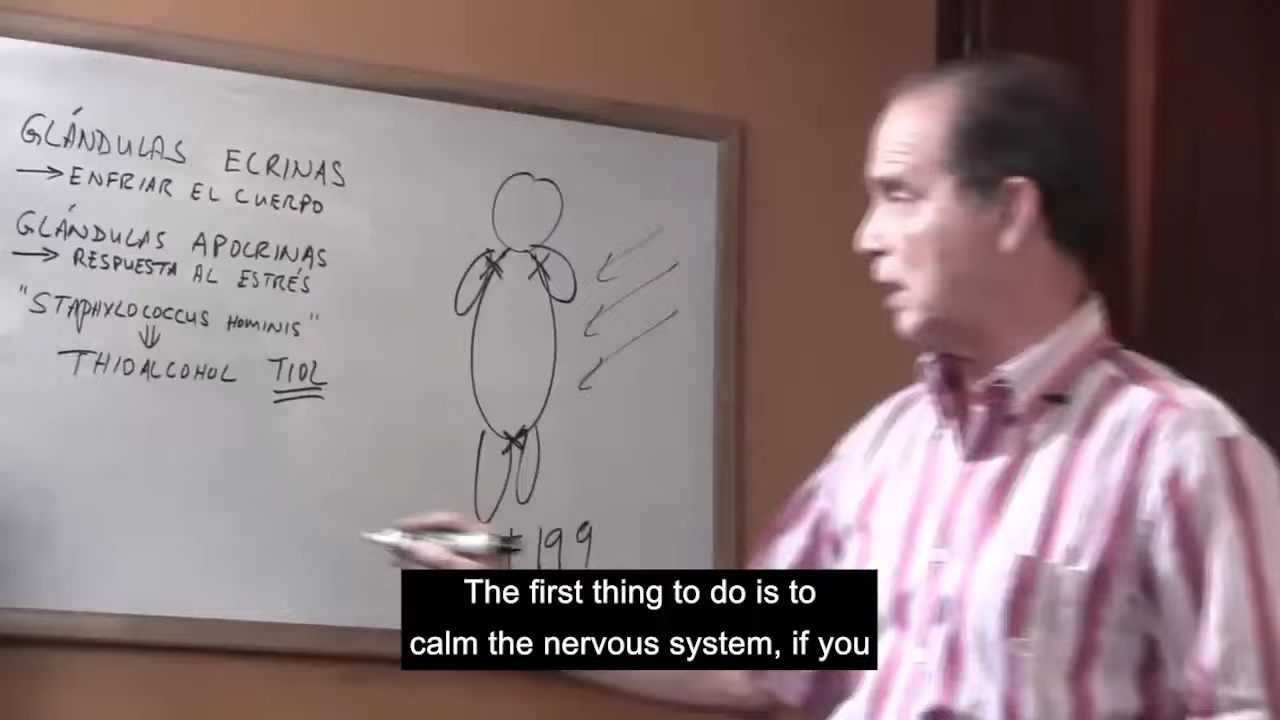 GLÁNDULAS ECRINAS
→ ENFRIAR EL CUERPO
GLÁNDULAS APOCRINAS
→ RESPUESTA AL ESTRÉS
"STAPHYLOCOCCUS HOMINIS"
⇓
THIOALCOHOL TIOL
199
The first thing to do is to
calm the nervous system, if you